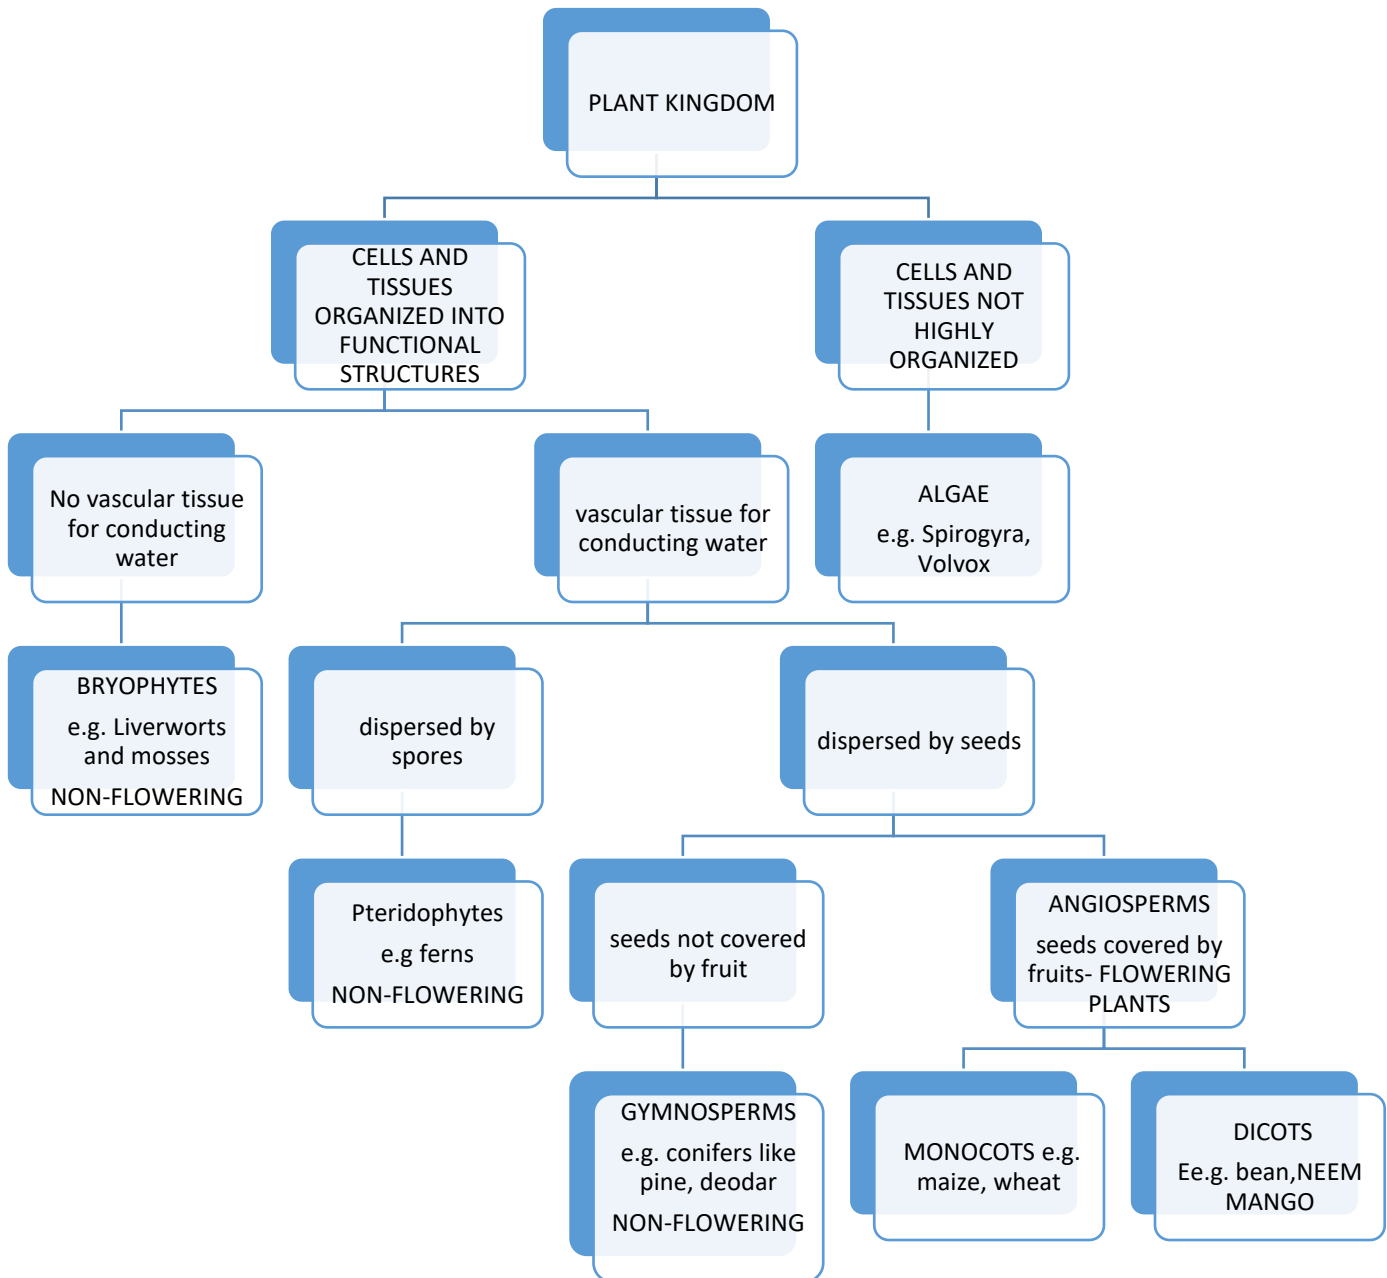 PLANT KINGDOM
CELLS AND
TISSUES
ORGANIZED INTO
FUNCTIONAL
STRUCTURES
CELLS AND
TISSUES NOT
HIGHLY
ORGANIZED
No vascular tissue
for conducting
water
vascular tissue for
conducting water
ALGAE
e.g. Spirogyra,
Volvox
BRYOPHYTES
e.g. Liverworts
and mosses
NON-FLOWERING
dispersed by
spores
dispersed by seeds
Pteridophytes
e.g ferns
NON-FLOWERING
seeds not covered
by fruit
ANGIOSPERMS
seeds covered by
fruits- FLOWERING
PLANTS
GYMNOSPERMS
e.g. conifers like
pine, deodar
NON-FLOWERING
MONOCOTS e.g.
maize, wheat
DICOTS
Ee.g. bean,NEEM
MANGO